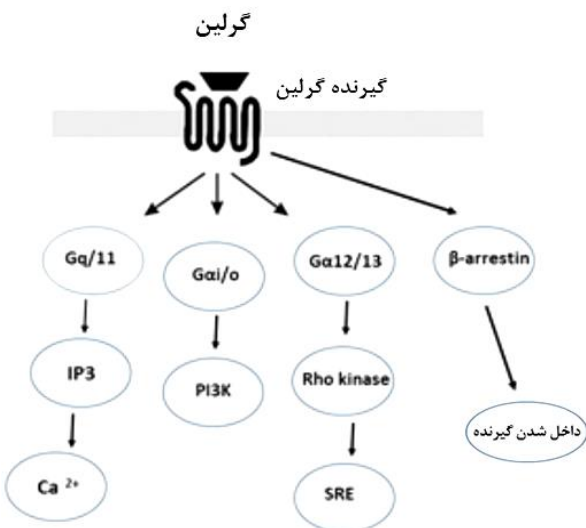 گرلین
گیرنده گرلین
Gq/11
Gαi/o
Gα12/13
β-arrestin
IP3
PI3K
Rho kinase
داخل شدن گیرنده
Ca 2+
SRE